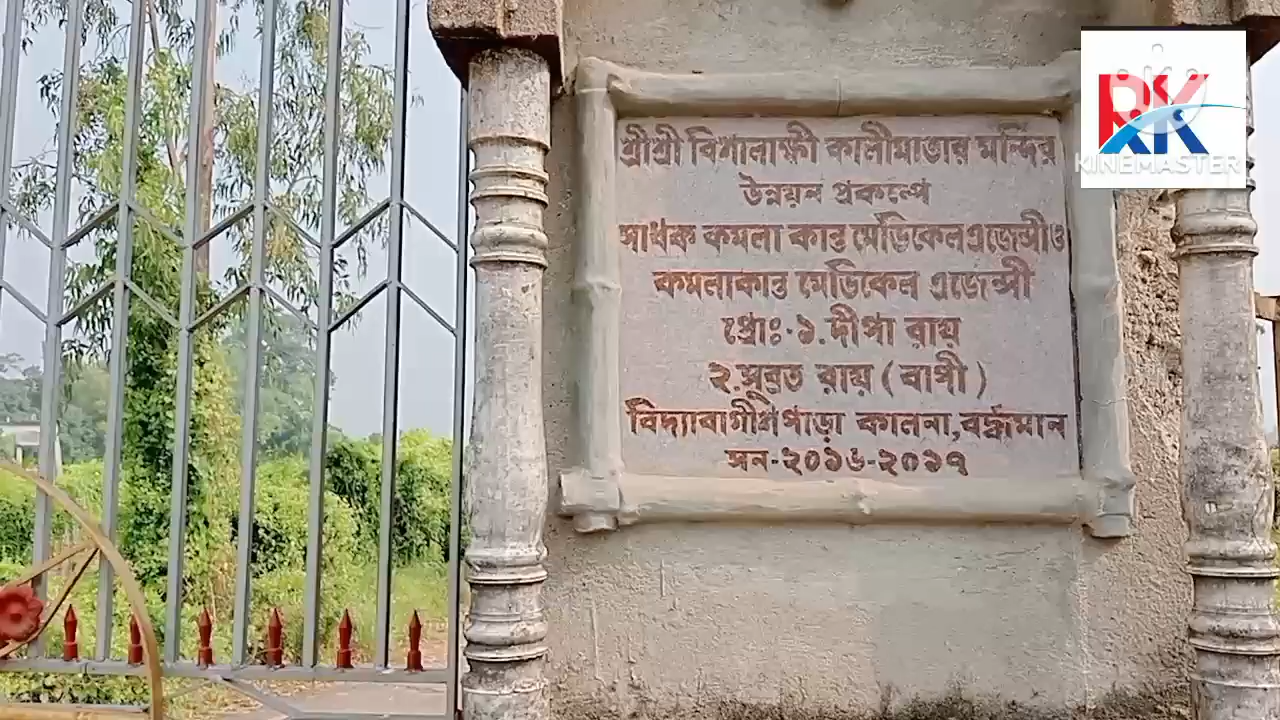 শ্রীশ্রী বিশালাক্ষী কালীমাতার মন্দির
উন্নয়ন প্রকল্পে
সাধক কমলা কান্ত মেডিকেল এজেন্সী ও
কমলাকান্ত মেডিকেল এজেন্সী
প্রোঃ-১.দীপা রায়
২.সুব্রত রায় ( বাপী )
বিদ্যাবাগীশপাড়া কালনা,বর্দ্ধমান
সন-২০১৬-২০১৭
RK
KINEMASTER